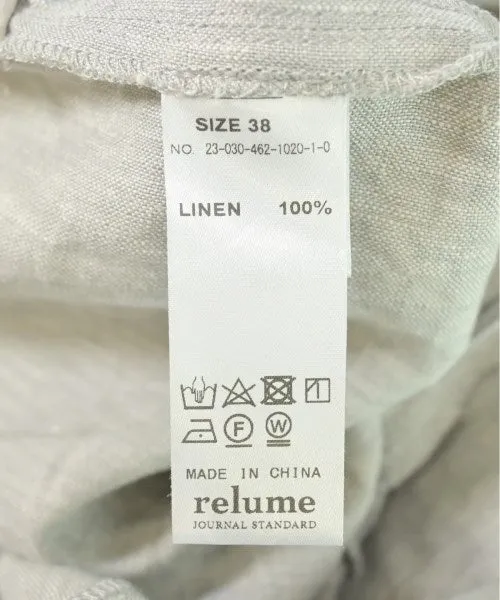 SIZE 38
NO. 23-030-462-1020-1-0
LINEN 100%
F W
MADE IN CHINA
relume
JOURNAL STANDARD